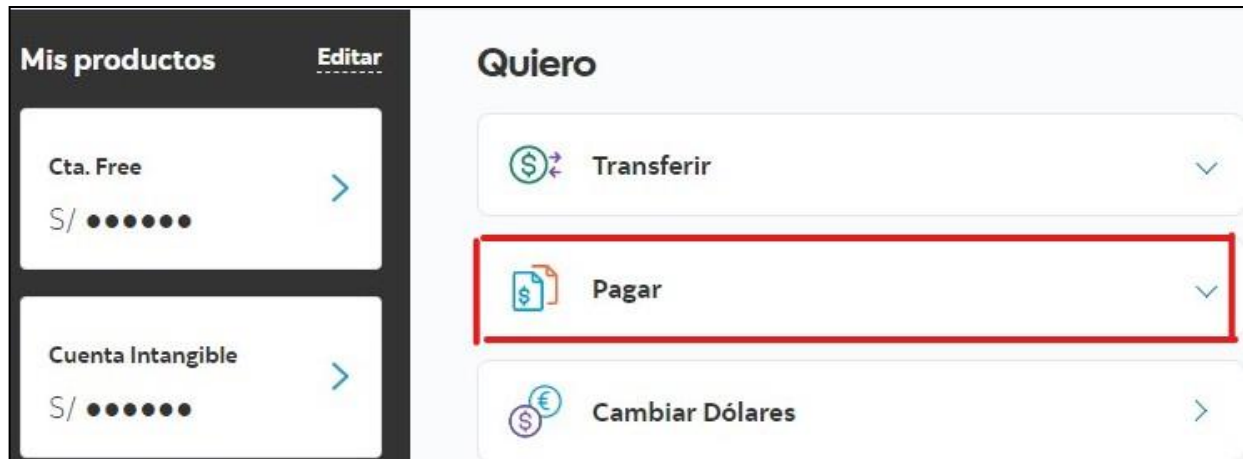 Mis productos
Editar
Cta. Free
S/ ●●●●●●
Cuenta Intangible
S/ ●●●●●●
Quiero
Transferir
Pagar
Cambiar Dólares